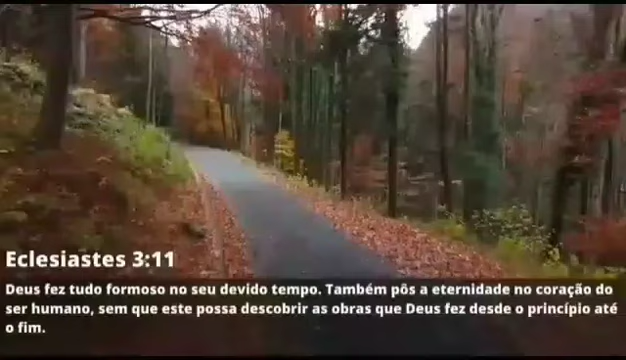 Eclesiastes 3:11
Deus fez tudo formoso no seu devido tempo. Também pôs a eternidade no coração do
ser humano, sem que este possa descobrir as obras que Deus fez desde o princípio até
o fim.